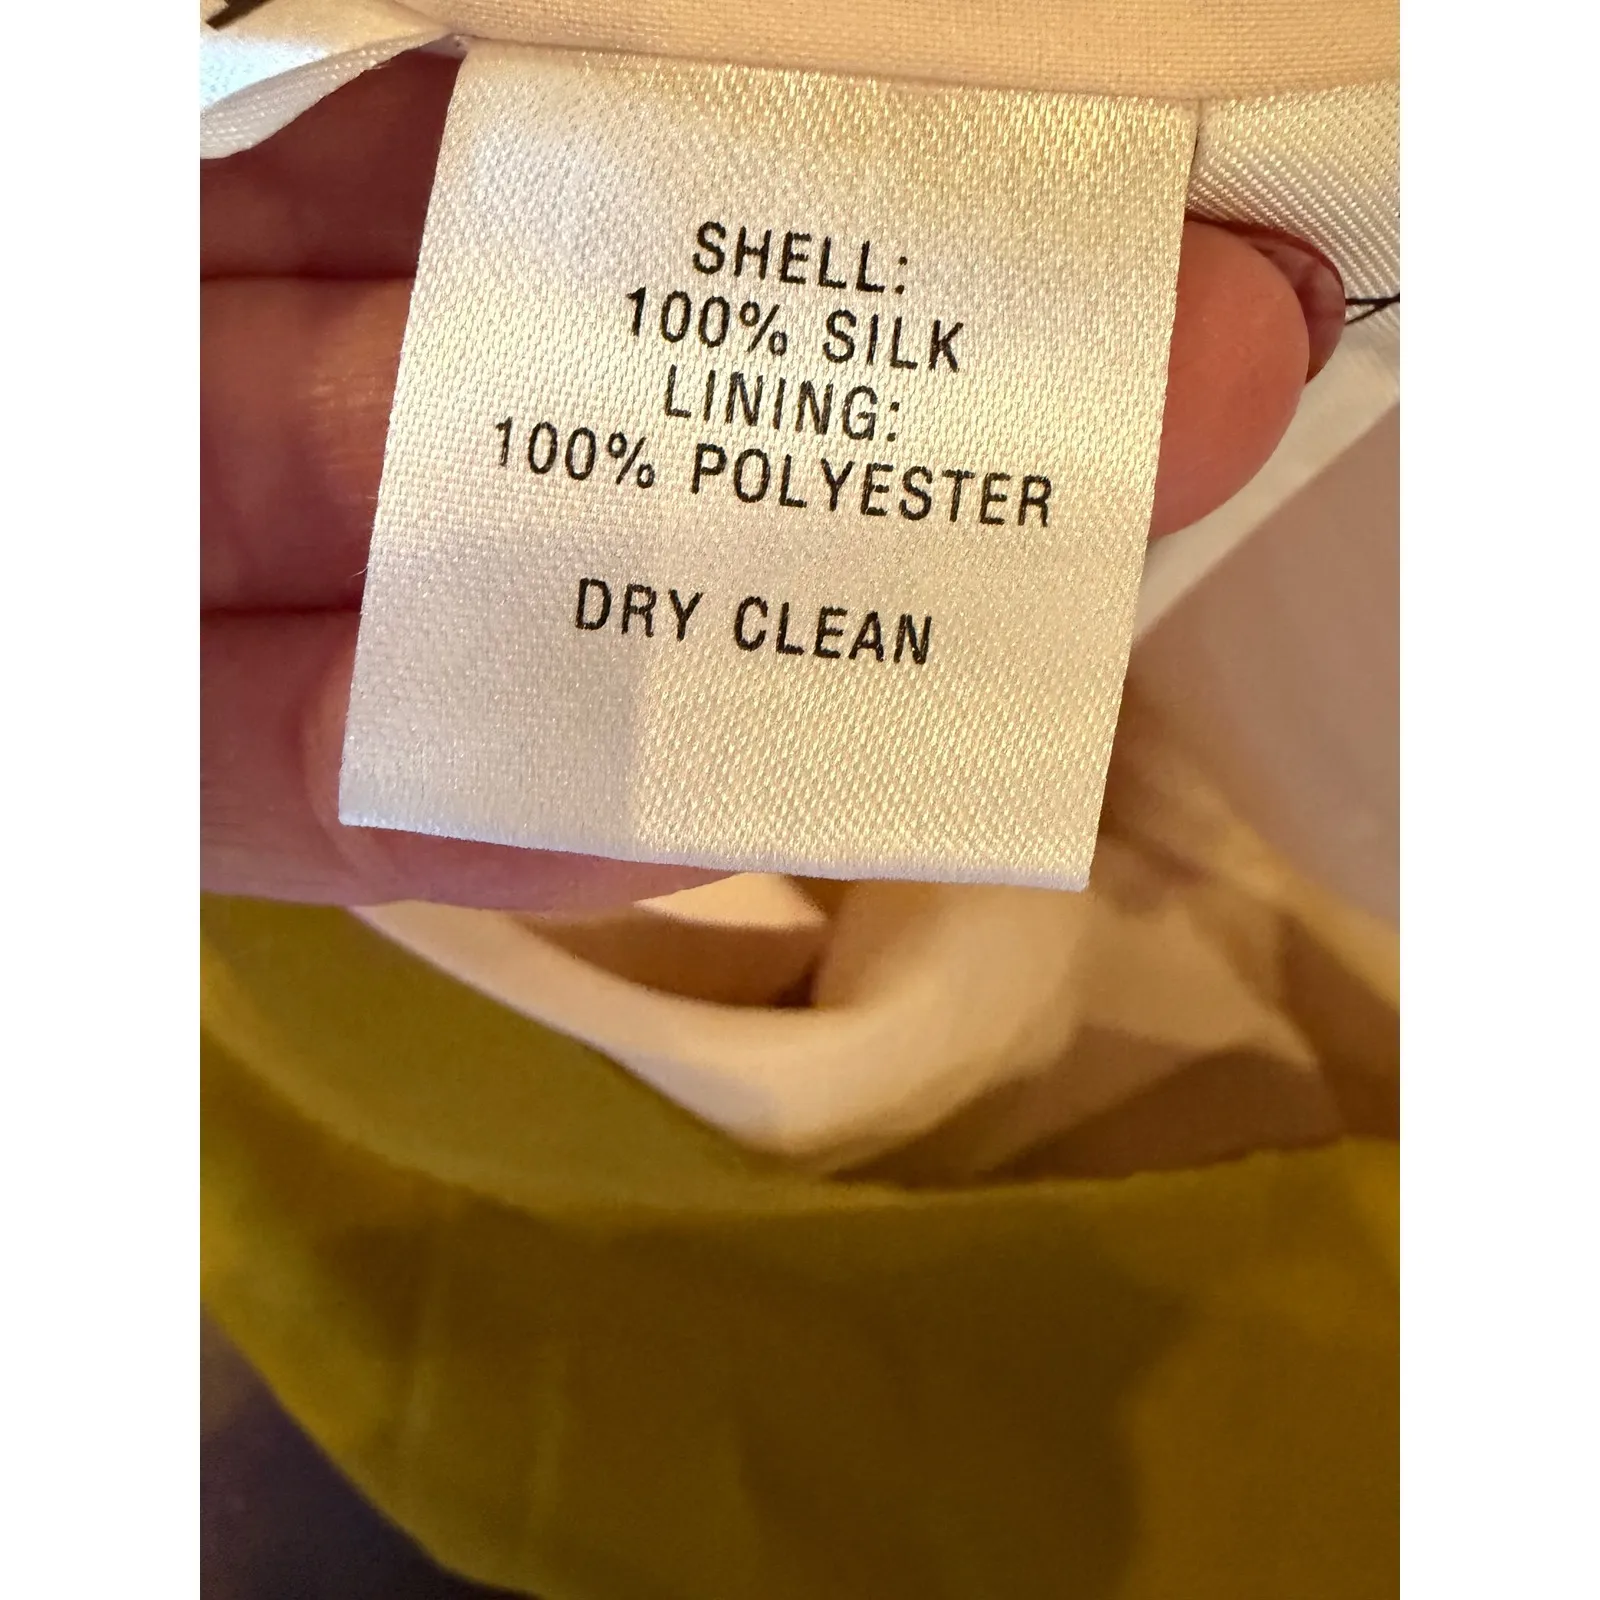 SHELL:
100% SILK
LINING:
100% POLYESTER
DRY CLEAN